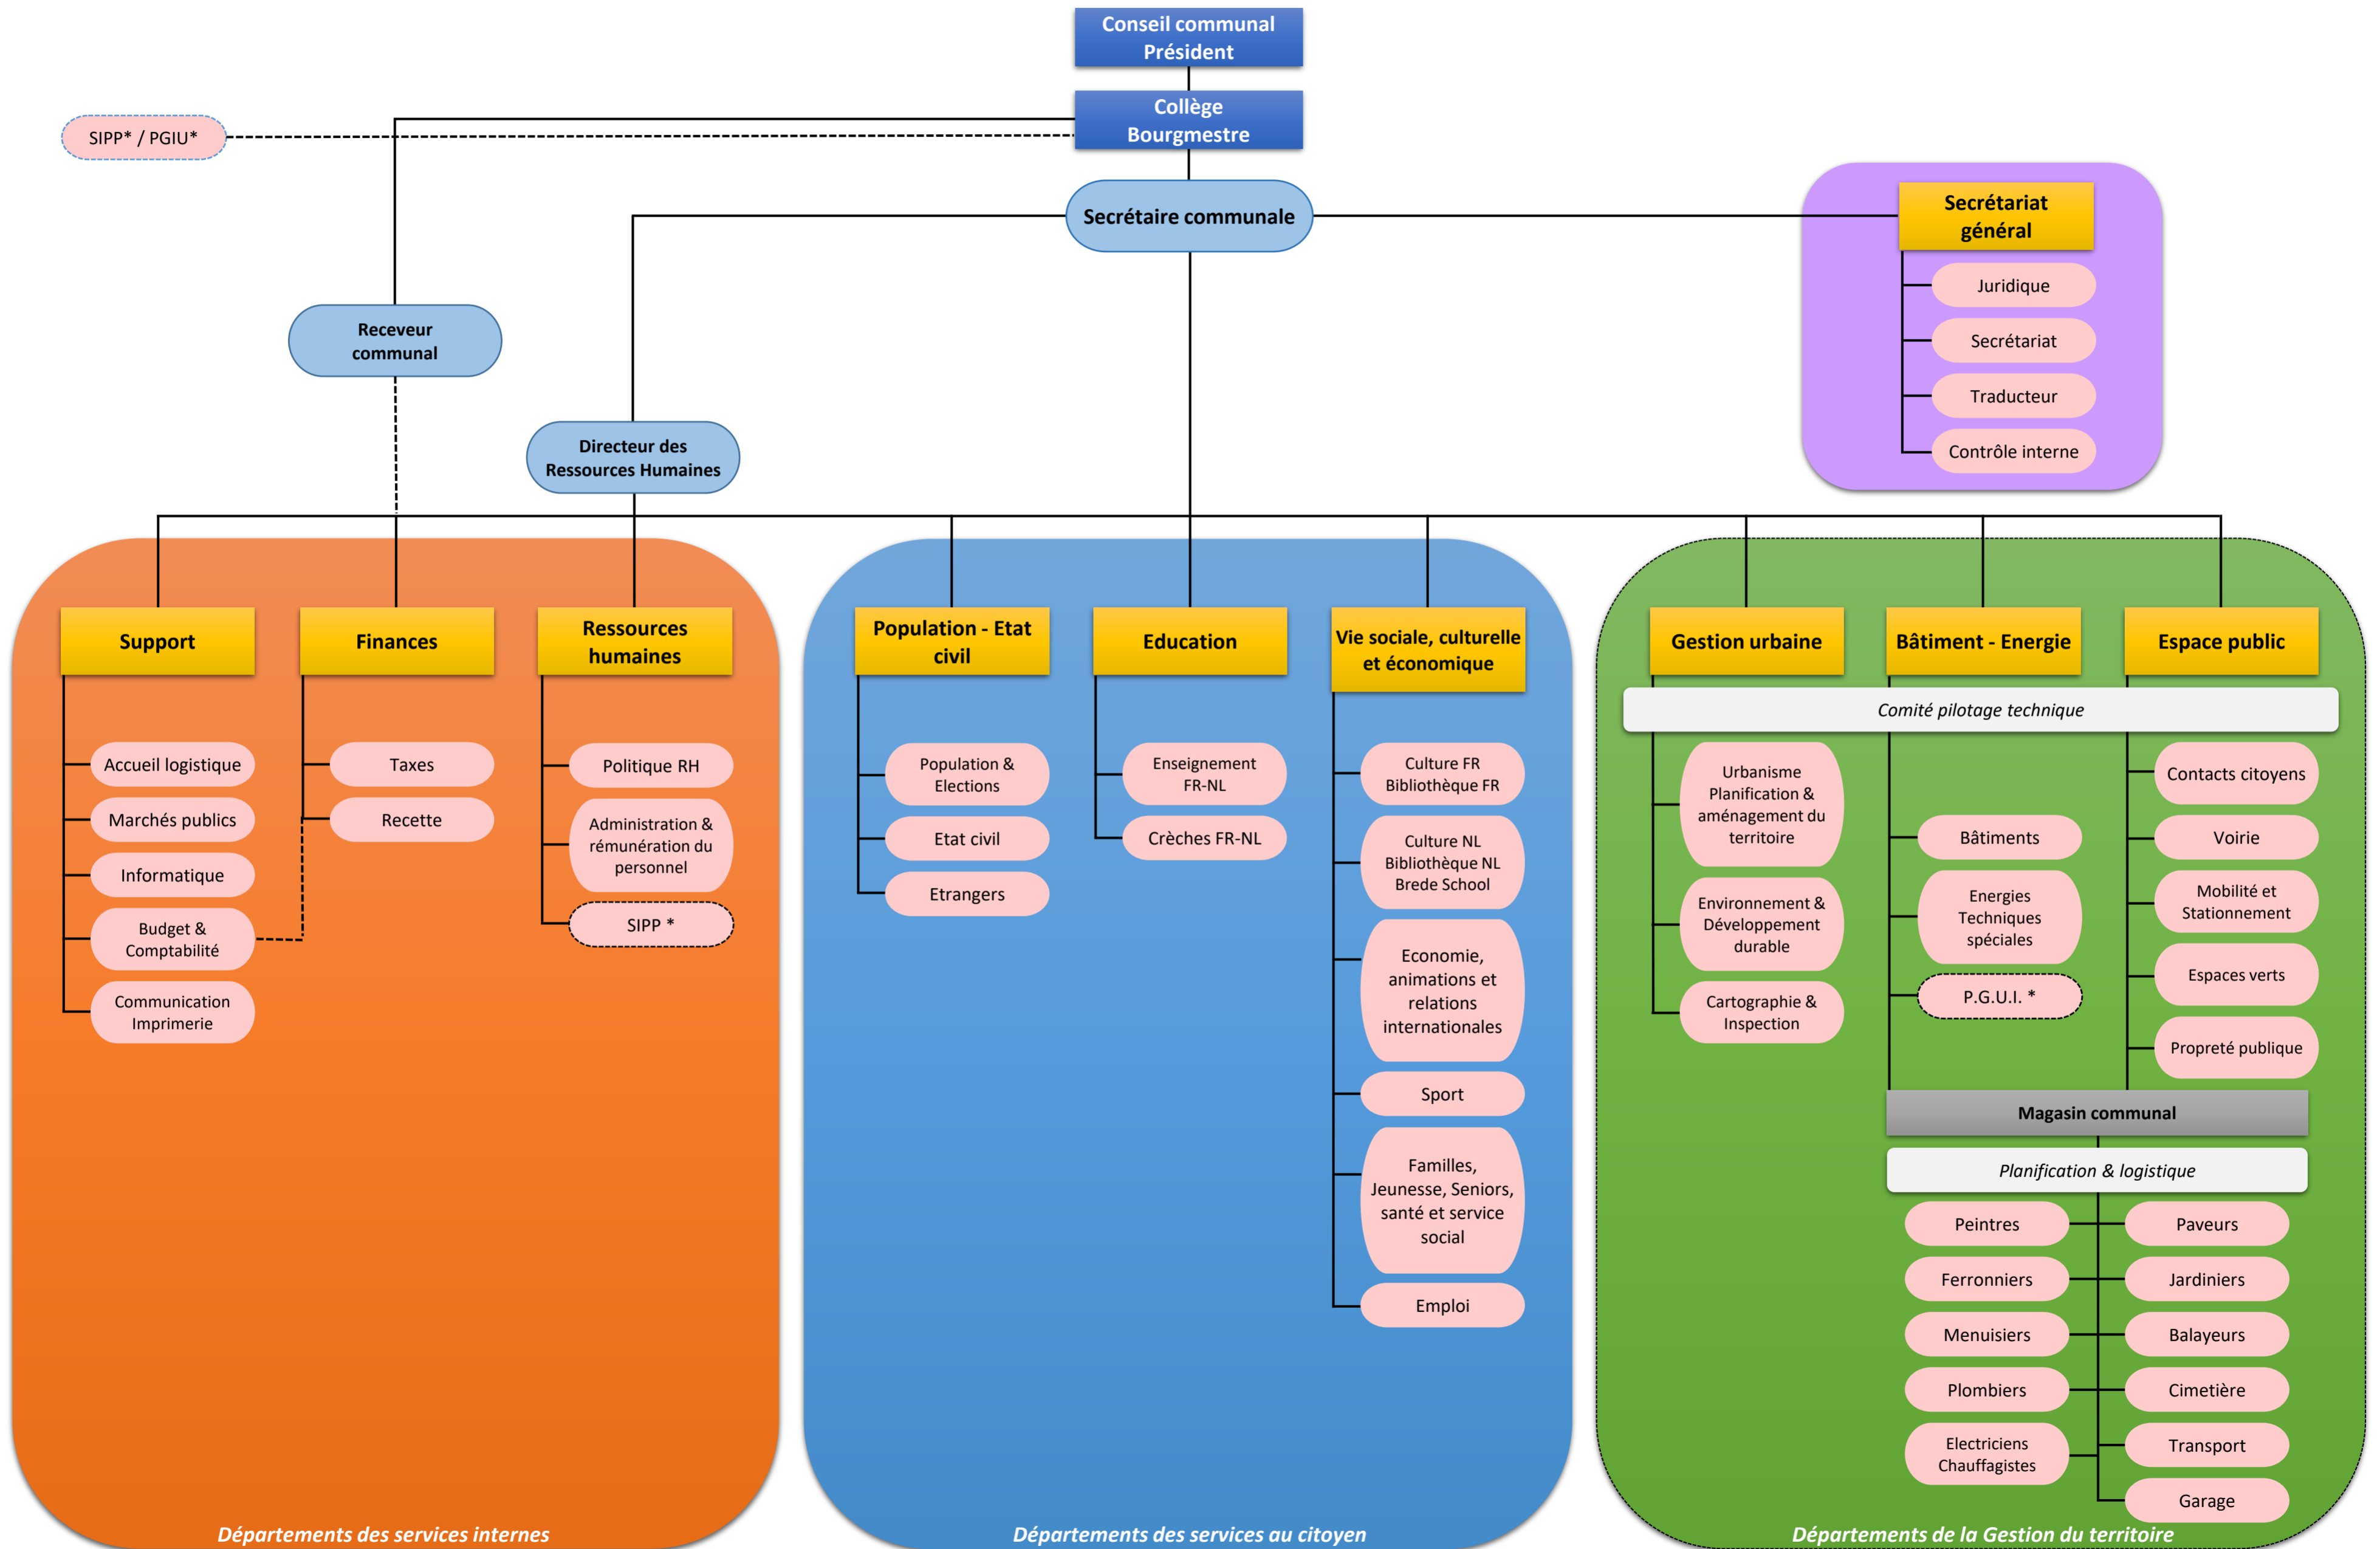 Conseil communal
Président
Collège
Bourgmestre
SIPP* / PGIU*
Secrétaire communale
Secrétariat
général
Juridique
Secrétariat
Traducteur
Contrôle interne
Receveur
communal
Directeur des
Ressources Humaines
Support
Accueil logistique
Marchés publics
Informatique
Budget &
Comptabilité
Communication
Imprimerie
Finances
Taxes
Recette
Ressources
humaines
Politique RH
Administration &
rémunération du
personnel
SIPP *
Départements des services internes
Population - Etat
civil
Population &
Elections
Etat civil
Etrangers
Education
Enseignement
FR-NL
Crèches FR-NL
Vie sociale, culturelle
et économique
Culture FR
Bibliothèque FR
Culture NL
Bibliothèque NL
Brede School
Economie,
animations et
relations
internationales
Sport
Familles,
Jeunesse, Seniors,
santé et service
social
Emploi
Départements des services au citoyen
Gestion urbaine
Bâtiment - Energie
Espace public
Comité pilotage technique
Urbanisme
Planification &
aménagement du
territoire
Environnement &
Développement
durable
Cartographie &
Inspection
Bâtiments
Energies
Techniques
spéciales
P.G.U.I. *
Contacts citoyens
Voirie
Mobilité et
Stationnement
Espaces verts
Propreté publique
Magasin communal
Planification & logistique
Peintres
Ferronniers
Menuisiers
Plombiers
Electriciens
Chauffagistes
Paveurs
Jardiniers
Balayeurs
Cimetière
Transport
Garage
Départements de la Gestion du territoire